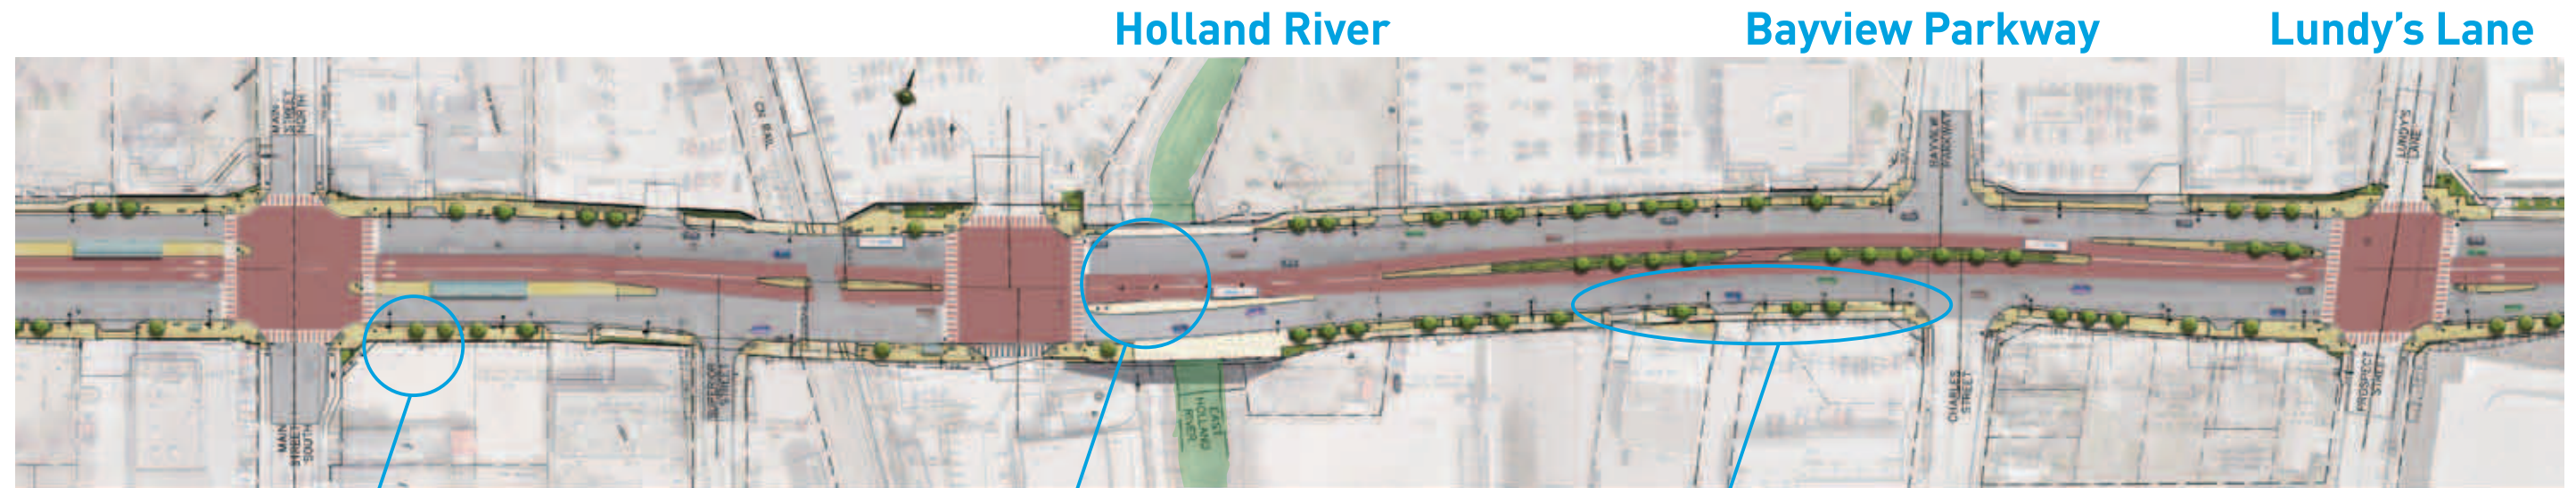 Holland River
Bayview Parkway
Lundy's Lane
MAIN
STREET
NORTH
CN RAIL
BAYVIEW
PARKWAY
LUNDY'S
LANE
MAIN
STREET
SOUTH
SUPERIOR
STREET
EAST
HOLLAND
RIVER
CHARLES
STREET
PROSPECT
STREET